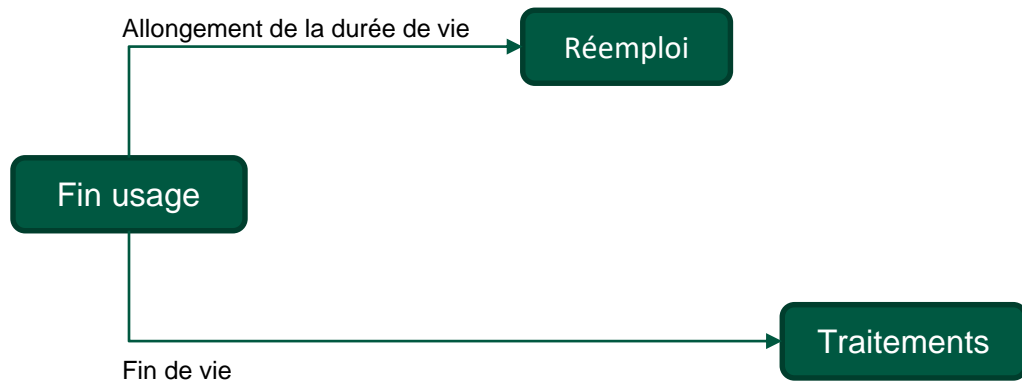 Allongement de la durée de vie
Réemploi
Fin usage
Traitements
Fin de vie